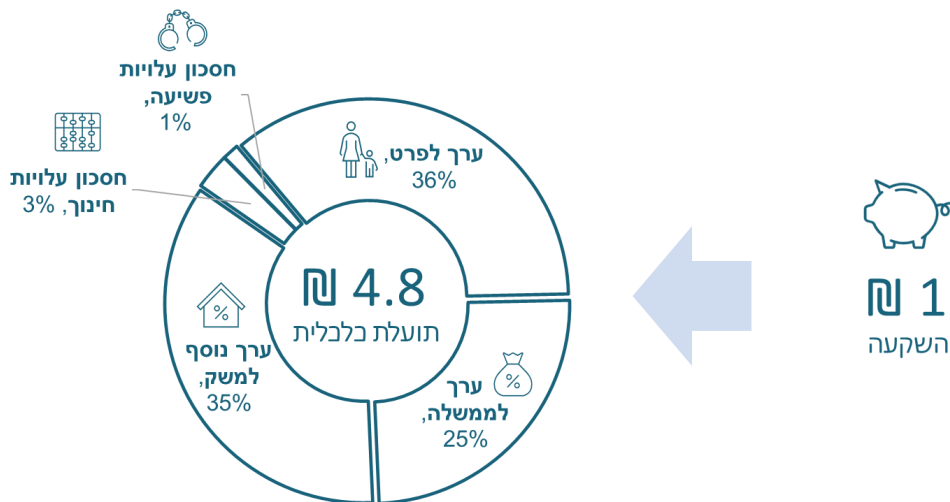 חסכון עלויות
פשיעה,
1%
חסכון עלויות
חינוך, 3%
ערך לפרט,
36%
₪ 4.8
תועלת כלכלית
ערך נוסף
למשק,
35%
%
ערך
לממשלה,
25%
%
₪ 1
השקעה